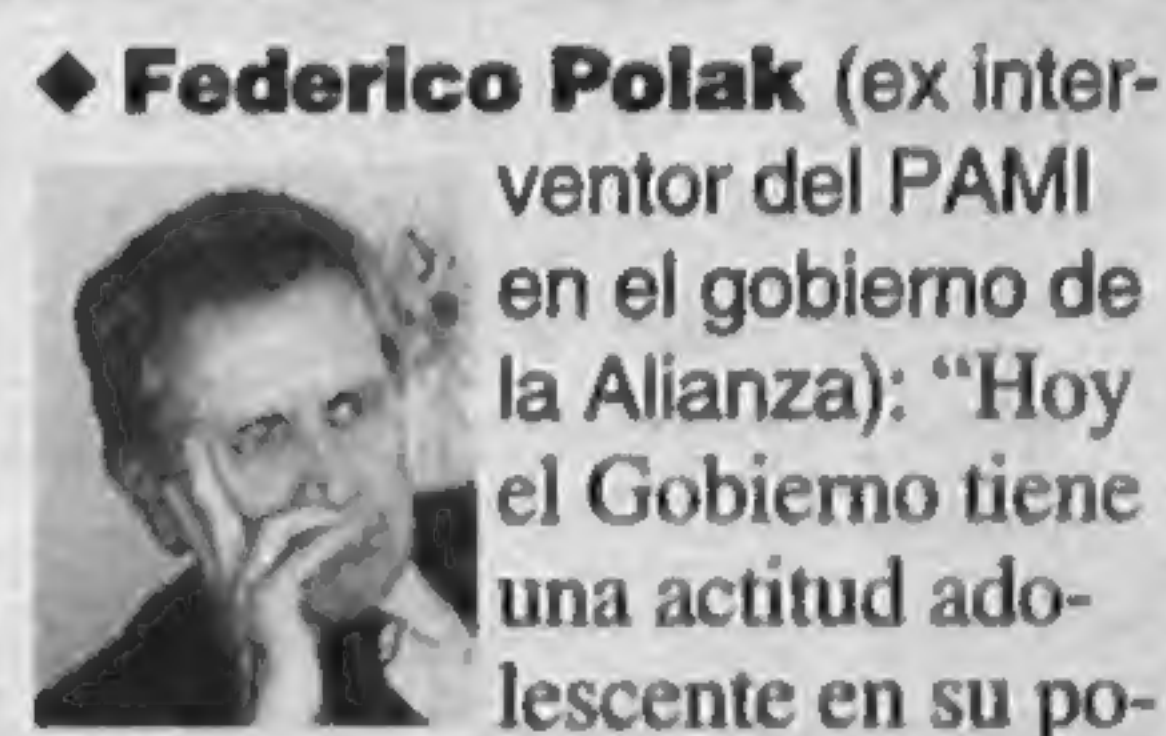 ◆ Federico Polak (ex inter-
ventor del PAMI
en el gobierno de
la Alianza): “Hoy
el Gobierno tiene
una actitud ado-
lescente en su po-